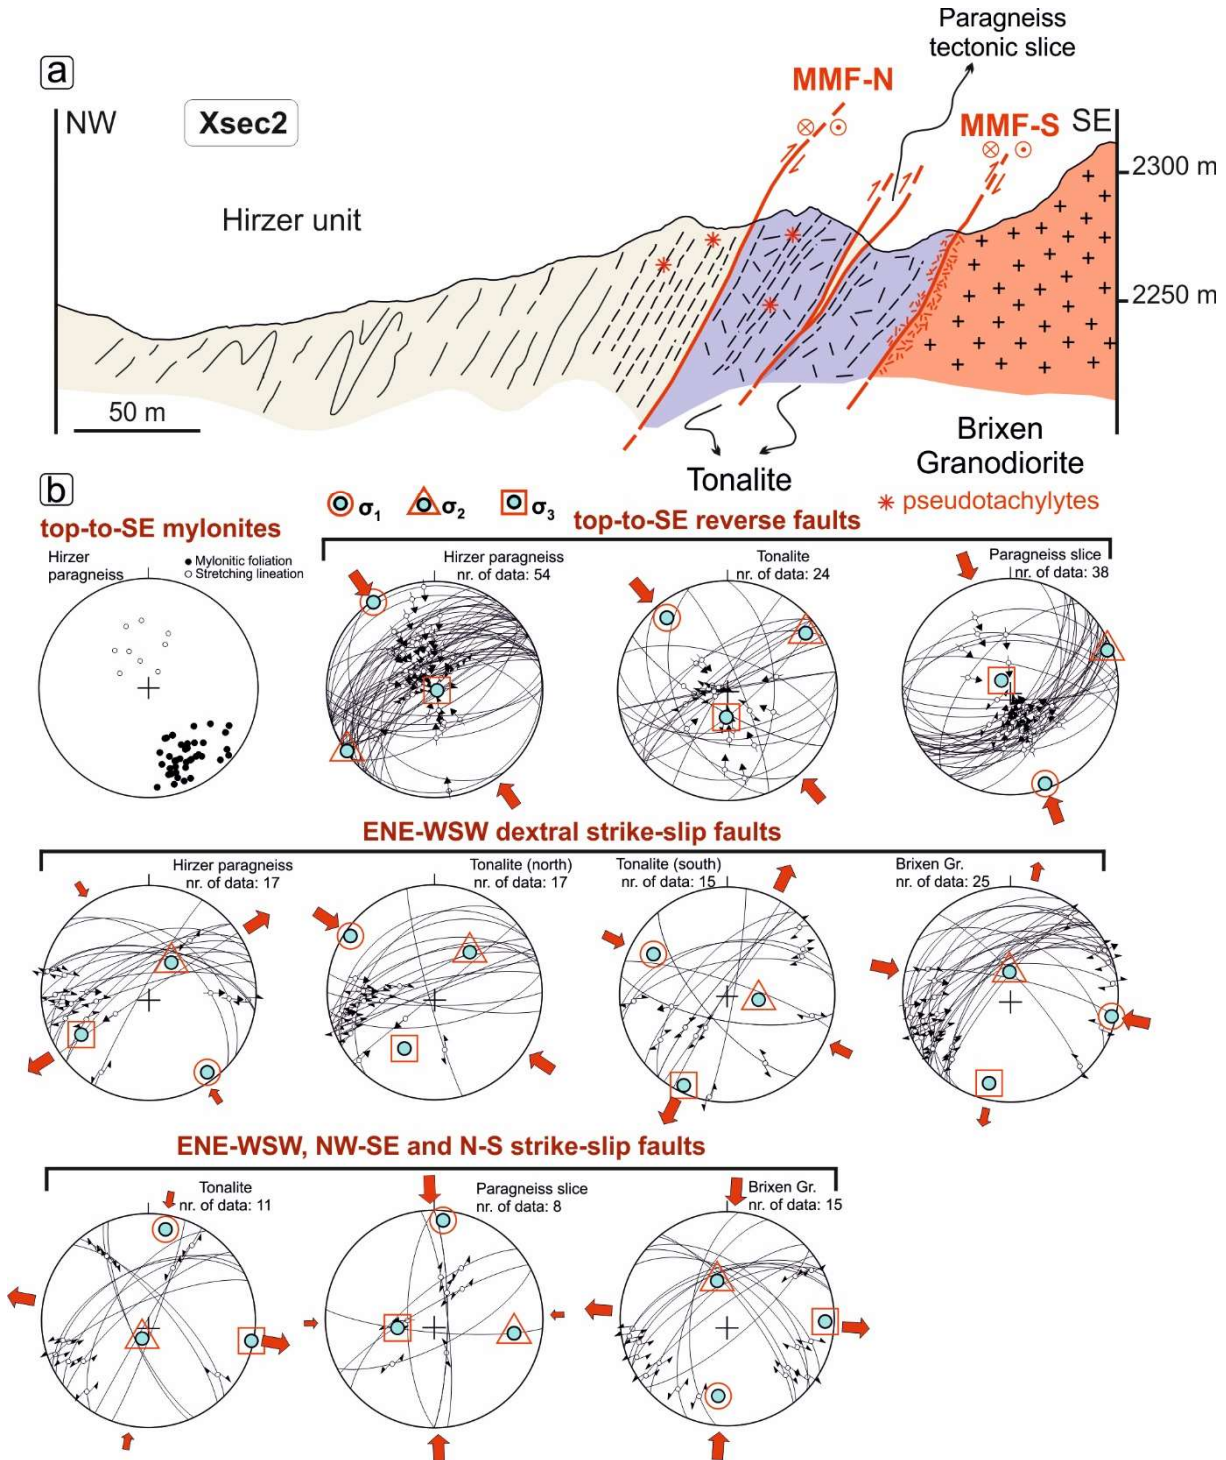 Paragneiss
tectonic slice
a
MMF-N
NW
Xsec2
MMF-S
SE
2300 m
Hirzer unit
2250 m
50 m
Brixen
Granodiorite
Tonalite
pseudotachylytes
b
σ1
σ2
σ3
top-to-SE mylonites
top-to-SE reverse faults
Hirzer
paragneiss
Mylonitic foliation
Stretching lineation
Hirzer paragneiss
nr. of data: 54
Tonalite
nr. of data: 24
Paragneiss slice
nr. of data: 38
ENE-WSW dextral strike-slip faults
Hirzer paragneiss
nr. of data: 17
Tonalite (north)
nr. of data: 17
Tonalite (south)
nr. of data: 15
Brixen Gr.
nr. of data: 25
ENE-WSW, NW-SE and N-S strike-slip faults
Tonalite
nr. of data: 11
Paragneiss slice
nr. of data: 8
Brixen Gr.
nr. of data: 15